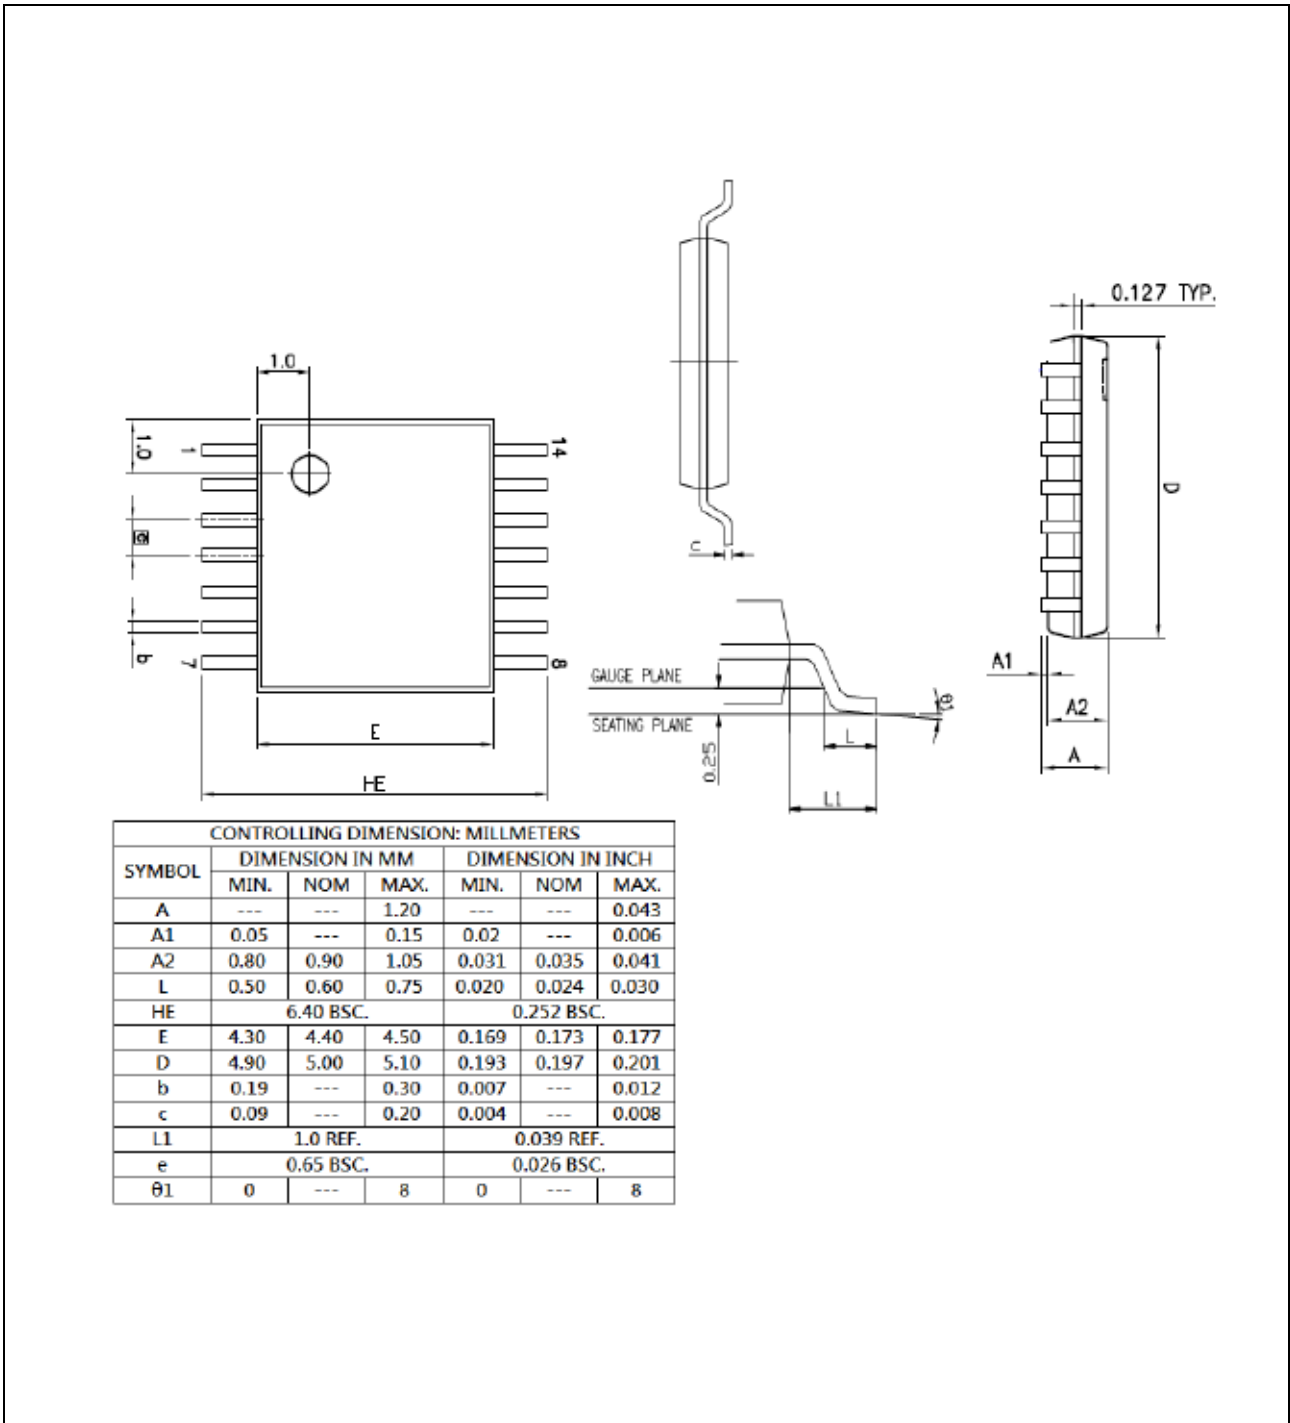 0.127 TYP.
1.0
1.0
1
14
e
b
7
8
E
HE
c
GAUGE PLANE
SEATING PLANE
0.25
L
L1
θ1
D
A1
A2
A
CONTROLLING DIMENSION: MILLMETERS
SYMBOL DIMENSION IN MM DIMENSION IN INCH
MIN. NOM MAX. MIN. NOM MAX.
A --- --- 1.20 --- --- 0.043
A1 0.05 --- 0.15 0.02 --- 0.006
A2 0.80 0.90 1.05 0.031 0.035 0.041
L 0.50 0.60 0.75 0.020 0.024 0.030
HE 6.40 BSC. 0.252 BSC.
E 4.30 4.40 4.50 0.169 0.173 0.177
D 4.90 5.00 5.10 0.193 0.197 0.201
b 0.19 --- 0.30 0.007 --- 0.012
c 0.09 --- 0.20 0.004 --- 0.008
L1 1.0 REF. 0.039 REF.
e 0.65 BSC. 0.026 BSC.
θ1 0 --- 8 0 --- 8